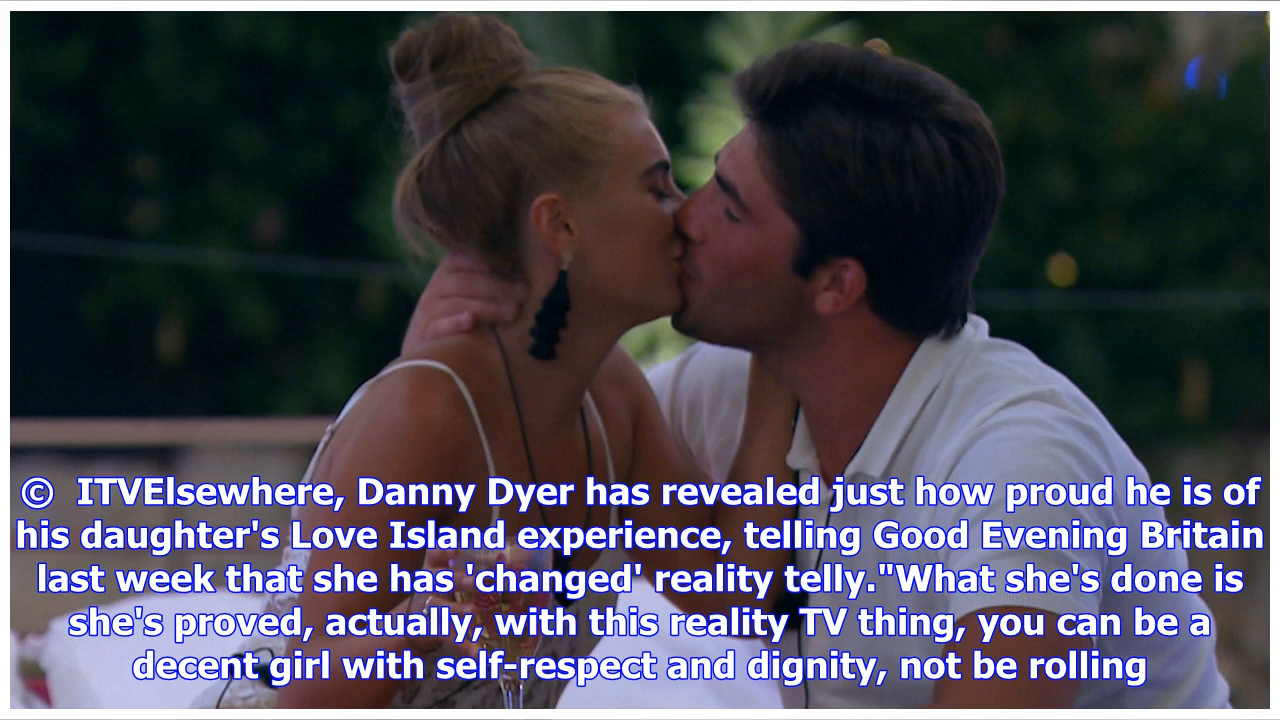 ©  ITVElsewhere, Danny Dyer has revealed just how proud he is of
his daughter's Love Island experience, telling Good Evening Britain
last week that she has 'changed' reality telly."What she's done is
she's proved, actually, with this reality TV thing, you can be a
decent girl with self-respect and dignity, not be rolling